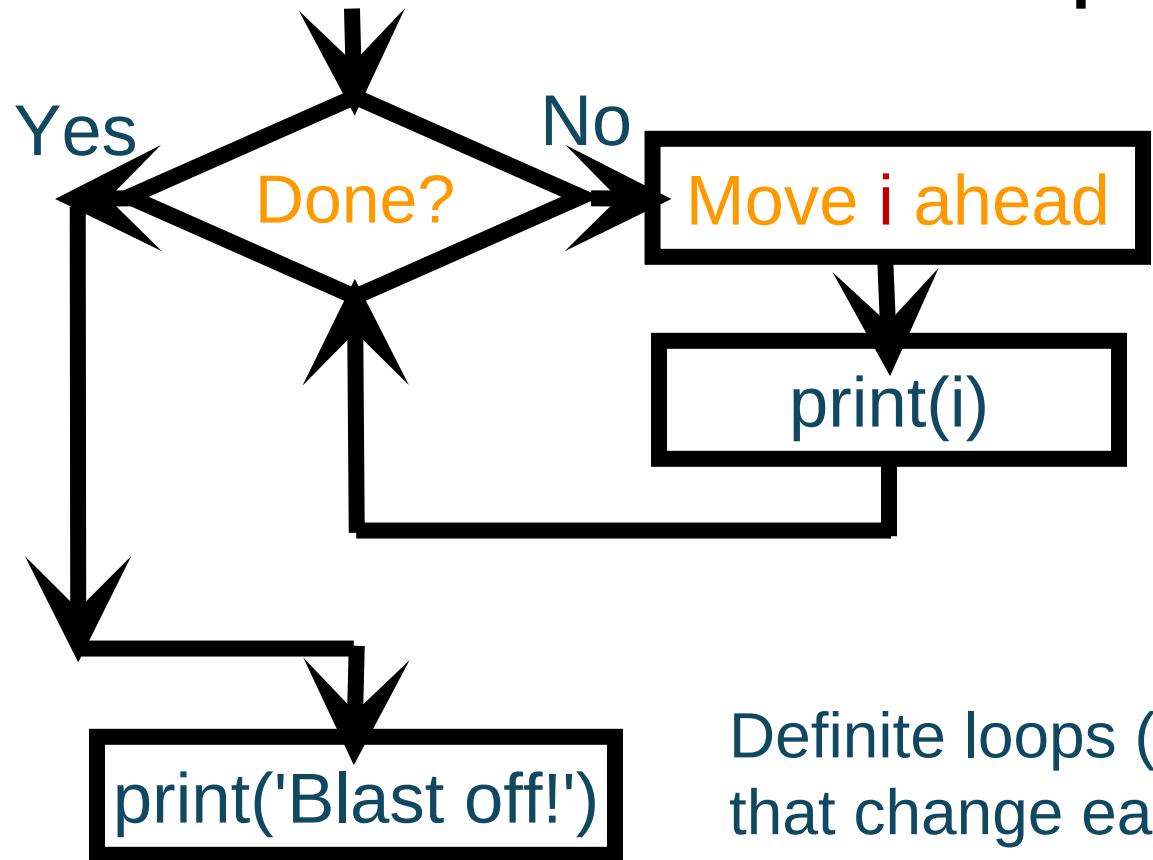 Yes
No
Done?
Move i ahead
print(i)
print('Blast off!')
Definite loops (
that change ea